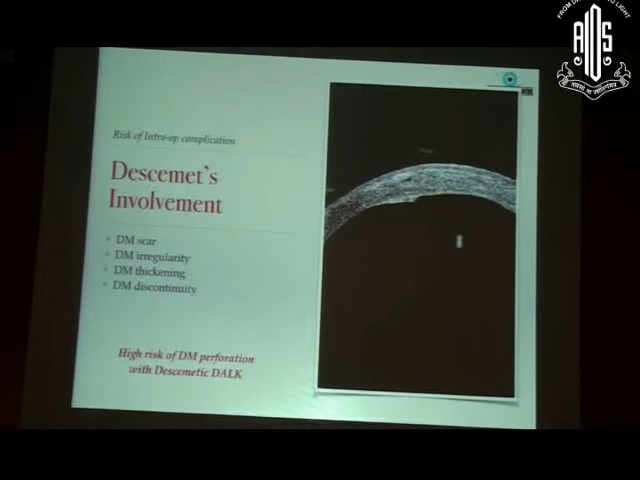 AIOS
Risk of Intra-op complication
Descemet's
Involvement
DM scar
DM irregularity
DM thickening
DM discontinuity
High risk of DM perforation
with Descemetic DALK